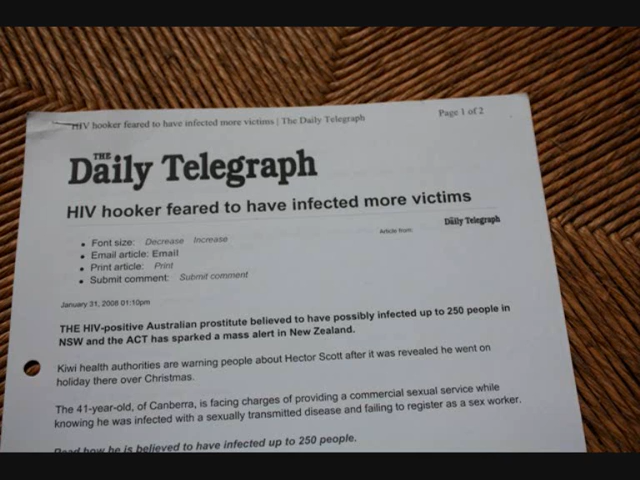 HIV hooker feared to have infected more victims | The Daily Telegraph Page 1 of 2
THE
Daily Telegraph
HIV hooker feared to have infected more victims
Article from: The Daily Telegraph
• Font size: Decrease Increase
• Email article: Email
• Print article: Print
• Submit comment: Submit comment
January 31, 2008 01:10pm
THE HIV-positive Australian prostitute believed to have possibly infected up to 250 people in
NSW and the ACT has sparked a mass alert in New Zealand.
Kiwi health authorities are warning people about Hector Scott after it was revealed he went on
holiday there over Christmas.
The 41-year-old, of Canberra, is facing charges of providing a commercial sexual service while
knowing he was infected with a sexually transmitted disease and failing to register as a sex worker.
Read how he is believed to have infected up to 250 people.